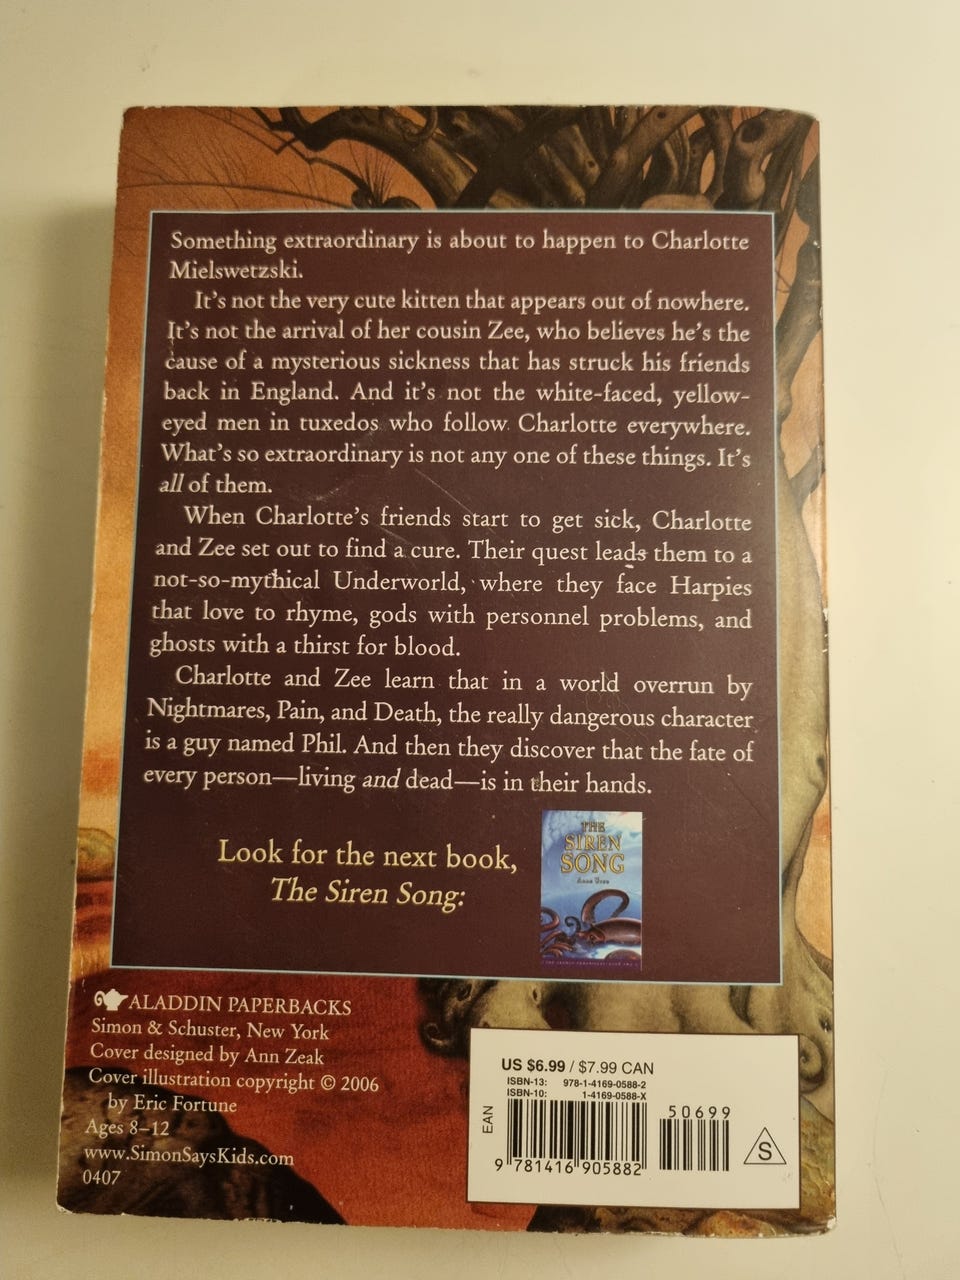 Something extraordinary is about to happen to Charlotte
Mielswetzski.
It's not the very cute kitten that appears out of nowhere.
It's not the arrival of her cousin Zee, who believes he's the
cause of a mysterious sickness that has struck his friends
back in England. And it's not the white-faced, yellow-
eyed men in tuxedos who follow Charlotte everywhere.
What's so extraordinary is not any one of these things. It's
all of them.
When Charlotte's friends start to get sick, Charlotte
and Zee set out to find a cure. Their quest leads them to a
not-so-mythical Underworld, where they face Harpies
that love to rhyme, gods with personnel problems, and
ghosts with a thirst for blood.
Charlotte and Zee learn that in a world overrun by
Nightmares, Pain, and Death, the really dangerous character
is a guy named Phil. And then they discover that the fate of
every person—living and dead—is in their hands.
Look for the next book,
The Siren Song:
THE
SIREN
SONG
ALADDIN PAPERBACKS
Simon & Schuster, New York
Cover designed by Ann Zeak
Cover illustration copyright © 2006
by Eric Fortune
Ages 8–12
www.SimonSaysKids.com
0407
US $6.99 / $7.99 CAN
ISBN-13: 978-1-4169-0588-2
ISBN-10: 1-4169-0588-X
50699
EAN
9 781416 905882
S